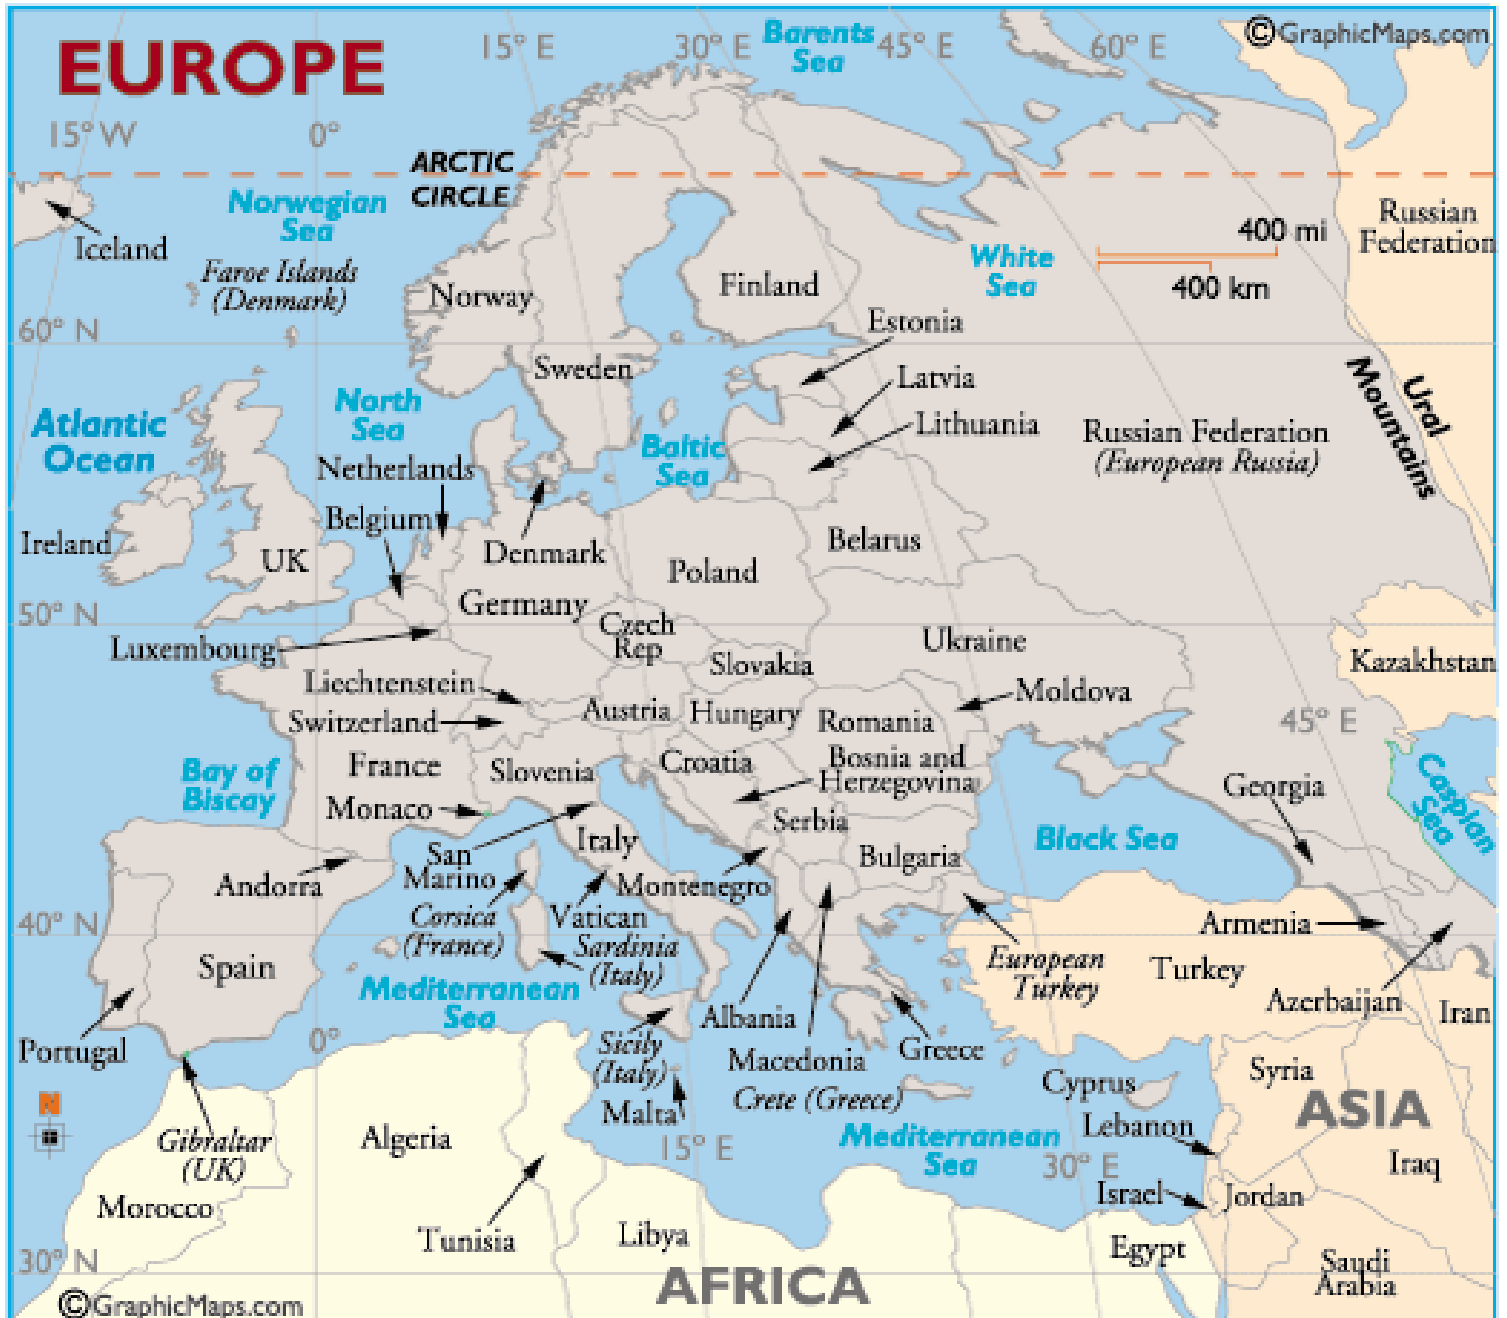 EUROPE
15° E
30° E
Barents
Sea
45° E
60° E
©GraphicMaps.com
15° W
0°
ARCTIC
CIRCLE
Norwegian
Sea
Iceland
Faroe Islands
(Denmark)
Norway
Finland
White
Sea
400 mi
400 km
Russian
Federation
60° N
Estonia
Sweden
Latvia
Lithuania
Ural
Mountains
North
Sea
Atlantic
Ocean
Baltic
Sea
Russian Federation
(European Russia)
Netherlands
Belgium
Ireland
UK
Denmark
Belarus
Poland
Germany
50° N
Czech
Rep
Luxembourg
Slovakia
Ukraine
Kazakhstan
Liechtenstein
Moldova
Switzerland
Austria
Hungary
Romania
45° E
France
Slovenia
Croatia
Bosnia and
Herzegovina
Bay of
Biscay
Monaco
Georgia
Caspian
Sea
Serbia
Italy
Black Sea
San
Marino
Bulgaria
Andorra
Montenegro
Corsica
(France)
Vatican
40° N
Armenia
Sardinia
(Italy)
Spain
European
Turkey
Turkey
Mediterranean
Sea
Azerbaijan
Iran
Albania
Portugal
0°
Sicily
(Italy)
Macedonia
Greece
Syria
Cyprus
Crete (Greece)
N
Malta
ASIA
Gibraltar
(UK)
Algeria
15° E
Mediterranean
Sea
Lebanon
30° E
Iraq
Israel
Jordan
Morocco
Tunisia
Libya
Egypt
30° N
Saudi
Arabia
AFRICA
©GraphicMaps.com